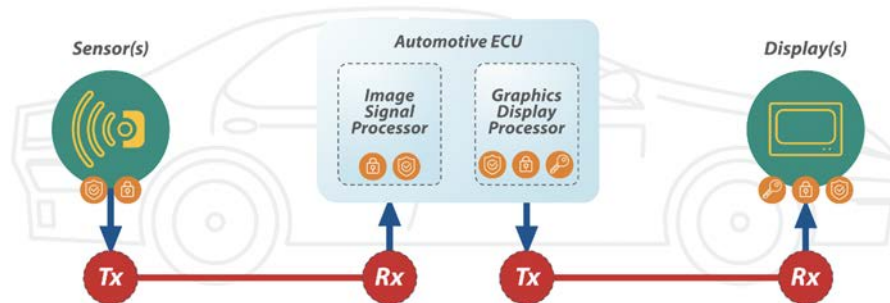 Sensor(s)
Automotive ECU
Display(s)
Image
Signal
Processor
Graphics
Display
Processor
Tx
Rx
Tx
Rx